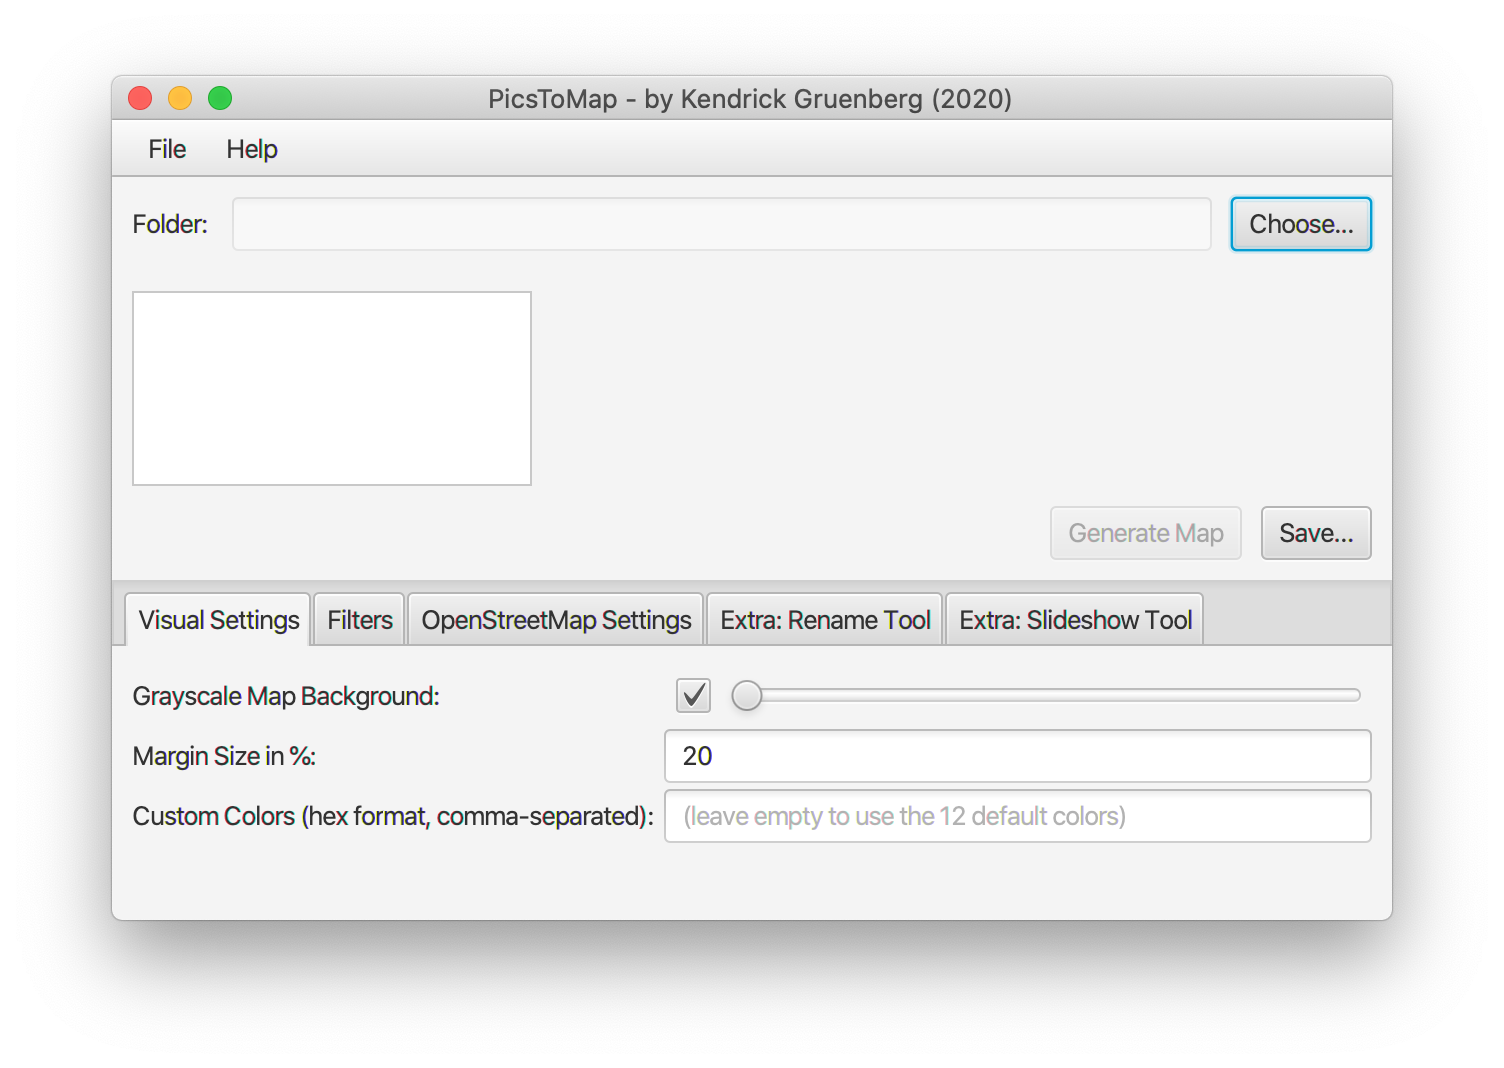 PicsToMap - by Kendrick Gruenberg (2020)
File Help
Folder: Choose...
Generate Map Save...
Visual Settings Filters OpenStreetMap Settings Extra: Rename Tool Extra: Slideshow Tool
Grayscale Map Background:
Margin Size in %: 20
Custom Colors (hex format, comma-separated): (leave empty to use the 12 default colors)